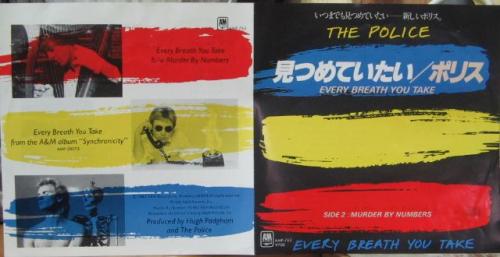 Every Breath You Take
b/w Murder By Numbers
Every Breath You Take
from the A&M album "Synchronicity"
Produced by Hugh Padgham
and The Police
いつまでも見つめていたい——新しいポリス。
THE POLICE
見つめていたい/ポリス
EVERY BREATH YOU TAKE
SIDE 2 : MURDER BY NUMBERS
A&M
EVERY BREATH YOU TAKE